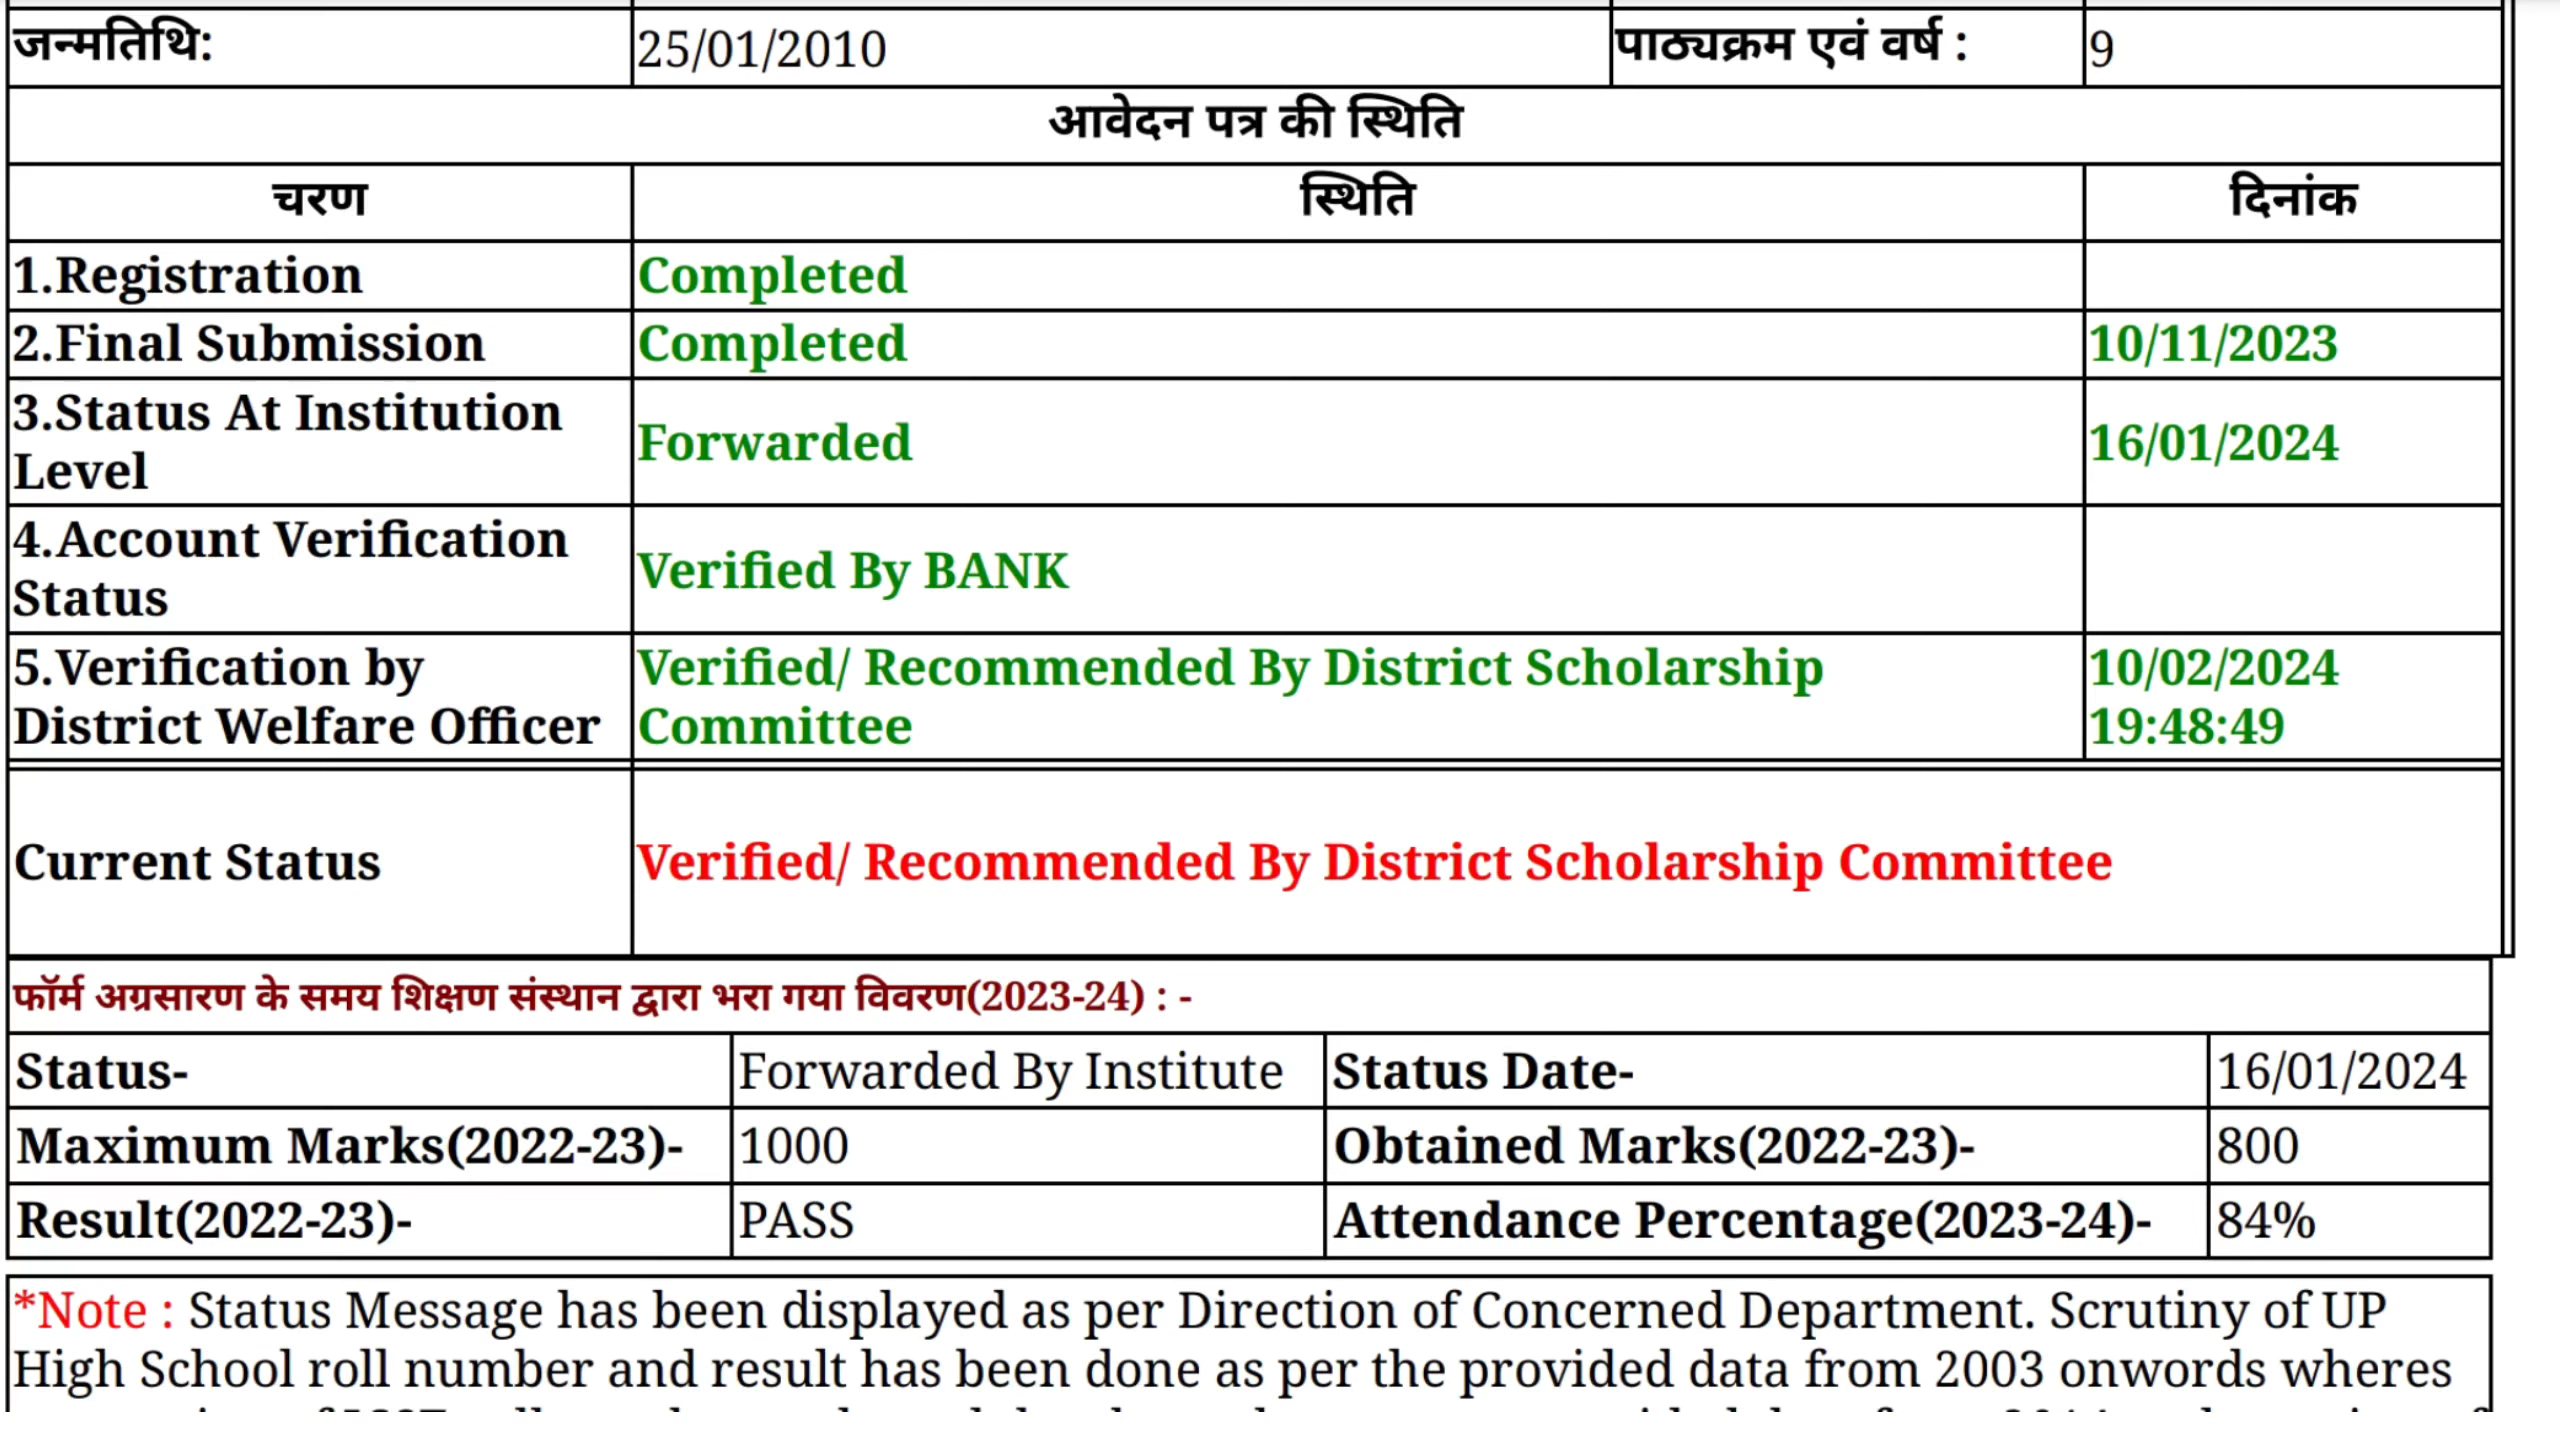 जन्मतिथि: 25/01/2010 पाठ्यक्रम एवं वर्ष : 9
आवेदन पत्र की स्थिति
चरण स्थिति दिनांक
1.Registration Completed
2.Final Submission Completed 10/11/2023
3.Status At Institution
Level
Forwarded 16/01/2024
4.Account Verification
Status
Verified By BANK
5.Verification by
District Welfare Officer
Verified/ Recommended By District Scholarship
Committee
10/02/2024
19:48:49
Current Status Verified/ Recommended By District Scholarship Committee
फॉर्म अग्रसारण के समय शिक्षण संस्थान द्वारा भरा गया विवरण(2023-24) : -
Status- Forwarded By Institute Status Date- 16/01/2024
Maximum Marks(2022-23)- 1000 Obtained Marks(2022-23)- 800
Result(2022-23)- PASS Attendance Percentage(2023-24)- 84%
*Note : Status Message has been displayed as per Direction of Concerned Department. Scrutiny of UP
High School roll number and result has been done as per the provided data from 2003 onwords wheres